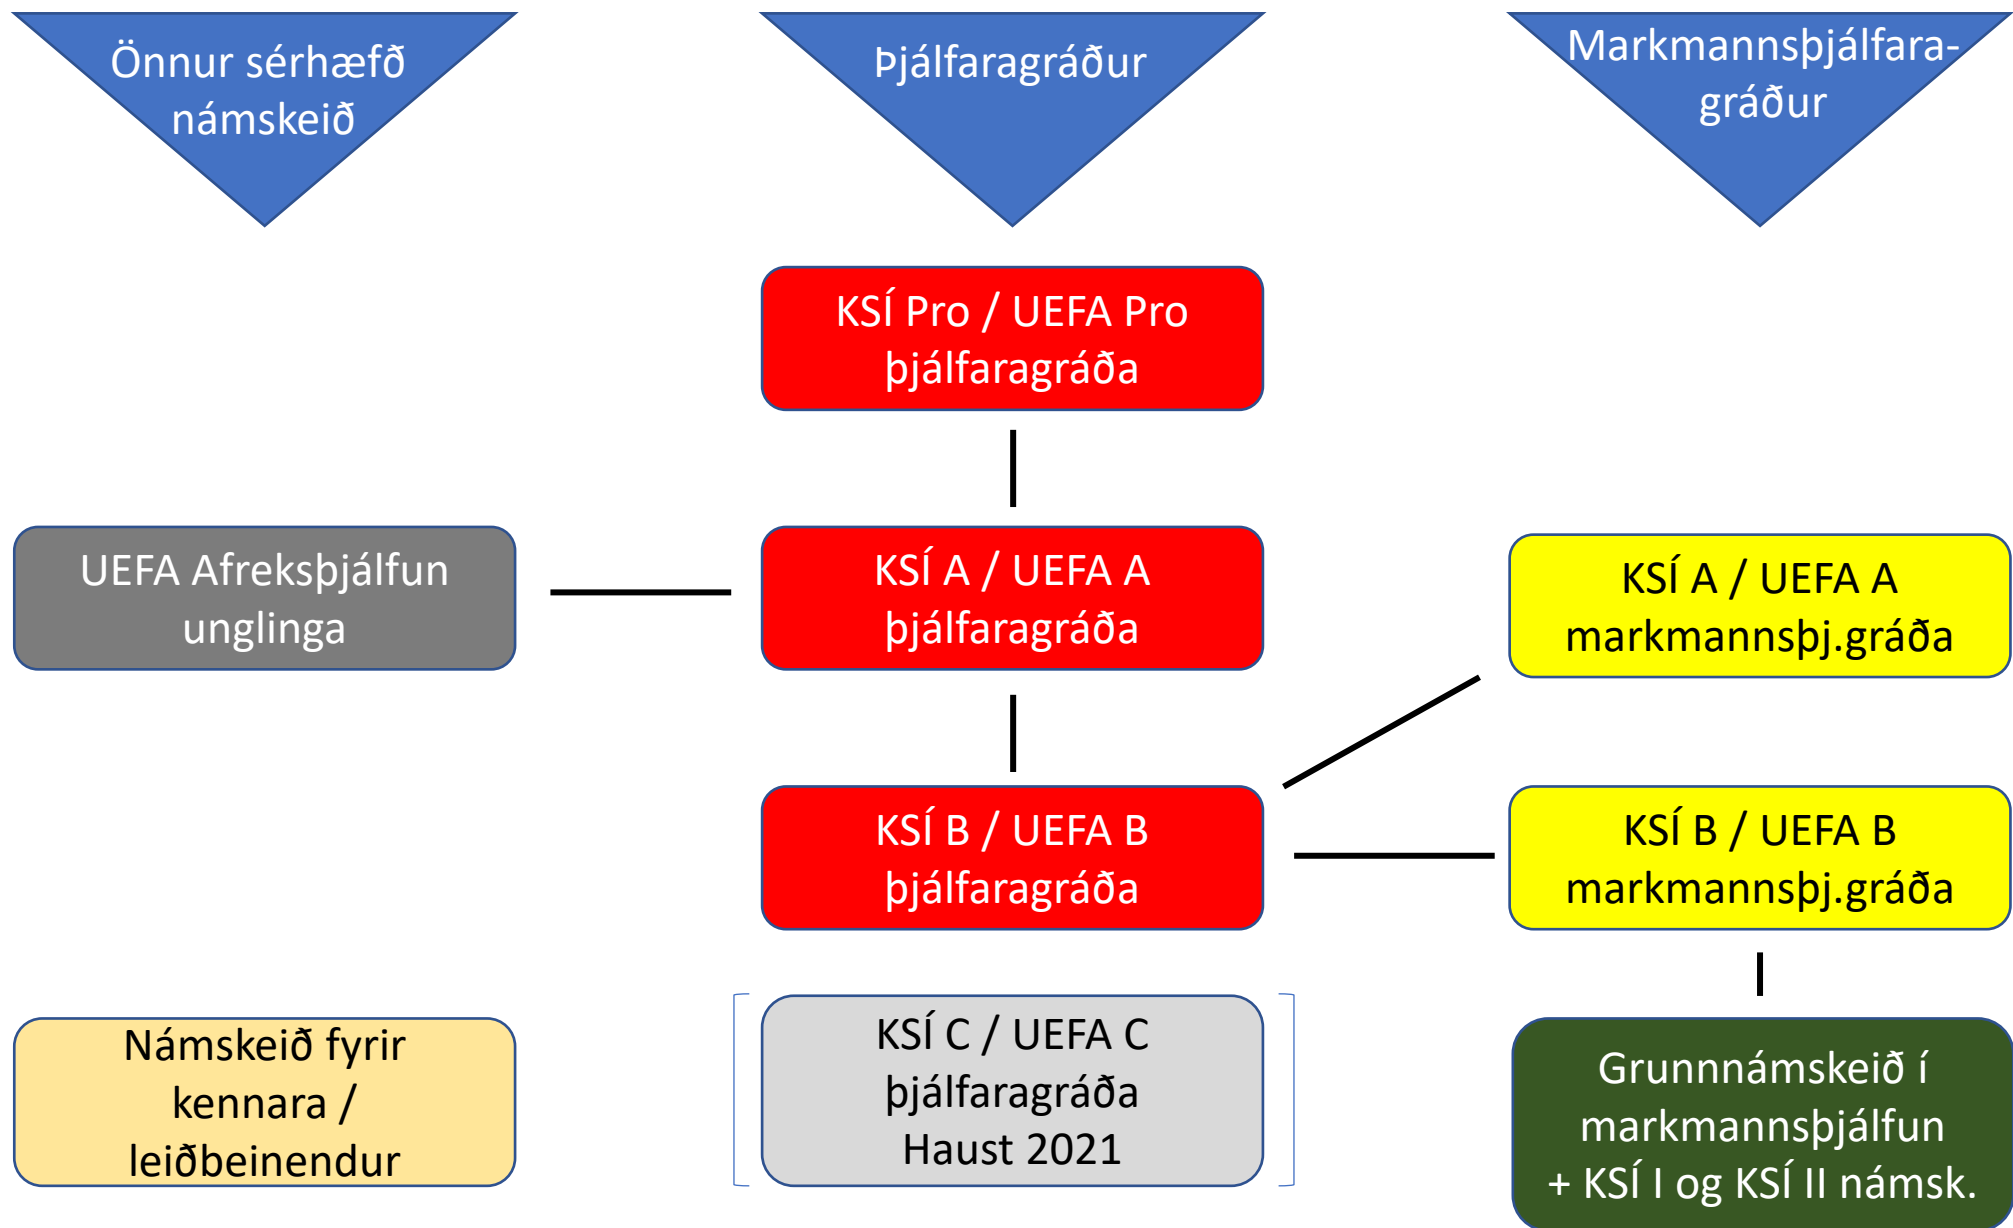 Önnur sérhæfð
námskeið
Þjálfaragráður
Markmannsþjálfara-
gráður
KSÍ Pro / UEFA Pro
þjálfaragráða
UEFA Afreksþjálfun
unglinga
KSÍ A / UEFA A
þjálfaragráða
KSÍ A / UEFA A
markmannsþj.gráða
KSÍ B / UEFA B
þjálfaragráða
KSÍ B / UEFA B
markmannsþj.gráða
Námskeið fyrir
kennara /
leiðbeinendur
KSÍ C / UEFA C
þjálfaragráða
Haust 2021
Grunnnámskeið í
markmannsþjálfun
+ KSÍ I og KSÍ II námsk.